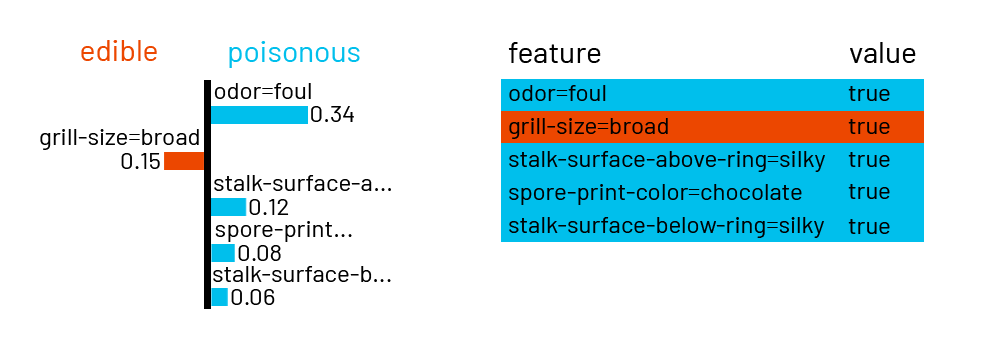 edible poisonous
odor=foul
0.34
grill-size=broad
0.15
stalk-surface-a...
0.12
spore-print...
0.08
stalk-surface-b...
0.06
feature value
odor=foul true
grill-size=broad true
stalk-surface-above-ring=silky true
spore-print-color=chocolate true
stalk-surface-below-ring=silky true